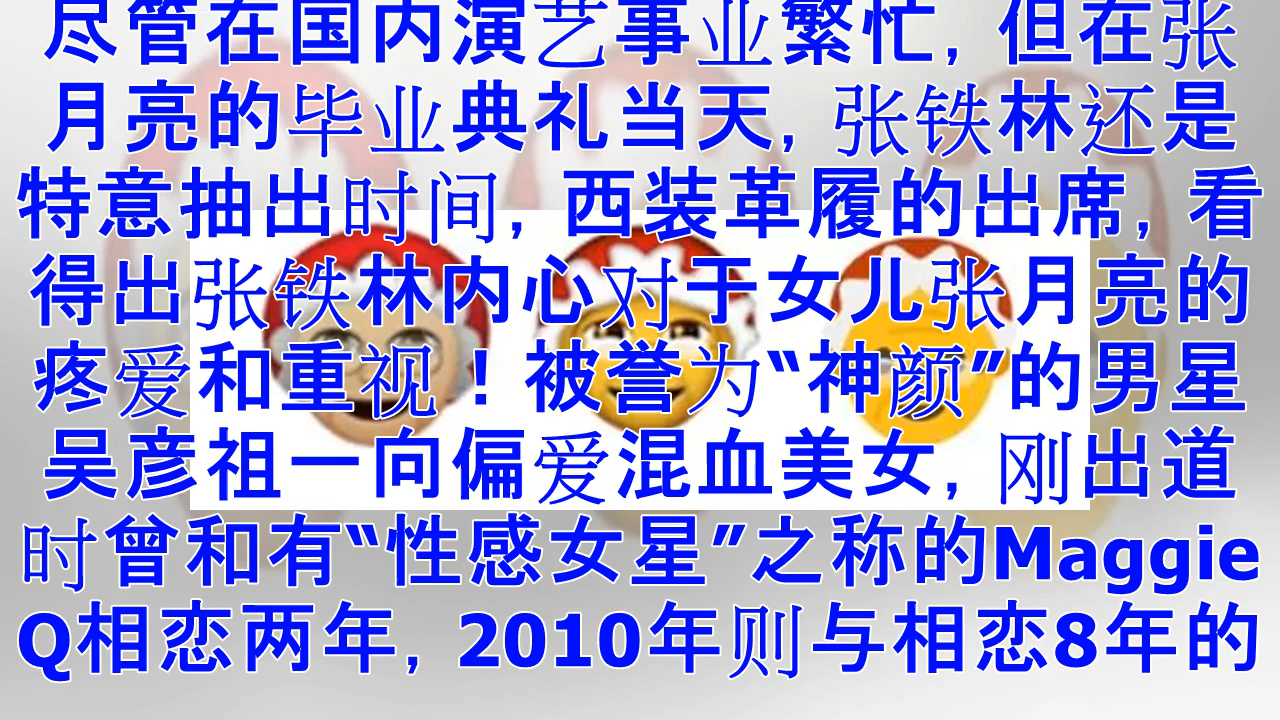 尽管在国内演艺事业繁忙, 但在张
月亮的毕业典礼当天, 张铁林还是
特意抽出时间, 西装革履的出席, 看
得出张铁林内心对于女儿张月亮的
疼爱和重视！被誉为“神颜”的男星
吴彦祖一向偏爱混血美女, 刚出道
时曾和有“性感女星”之称的Maggie
Q相恋两年, 2010年则与相恋8年的